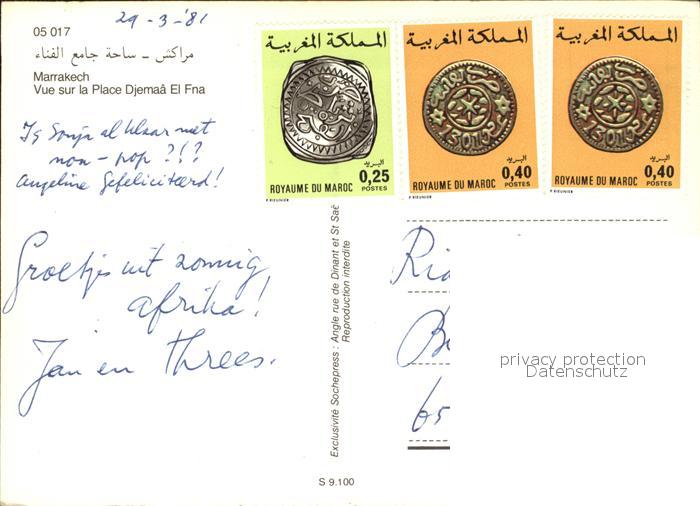 29-3-'81
05 017
مراكش ـ ساحة جامع الفناء
Marrakech
Vue sur la Place Djemaâ El Fna
Is Sonja al klaar met
non-pop ?!?
Angeline Gefeliciteerd!
Groetjes uit zonnig
afrika!
Jan en Threes.
المملكة المغربية
البريد
0,25
ROYAUME DU MAROC POSTES
P. RIEUNIER
المملكة المغربية
البريد
0,40
ROYAUME DU MAROC POSTES
P. RIEUNIER
المملكة المغربية
البريد
0,40
ROYAUME DU MAROC POSTES
P. RIEUNIER
Exclusivité Sochepress : Angle rue de Dinant et St Saë
Reproduction interdite
S 9.100
65
privacy protection
Datenschutz